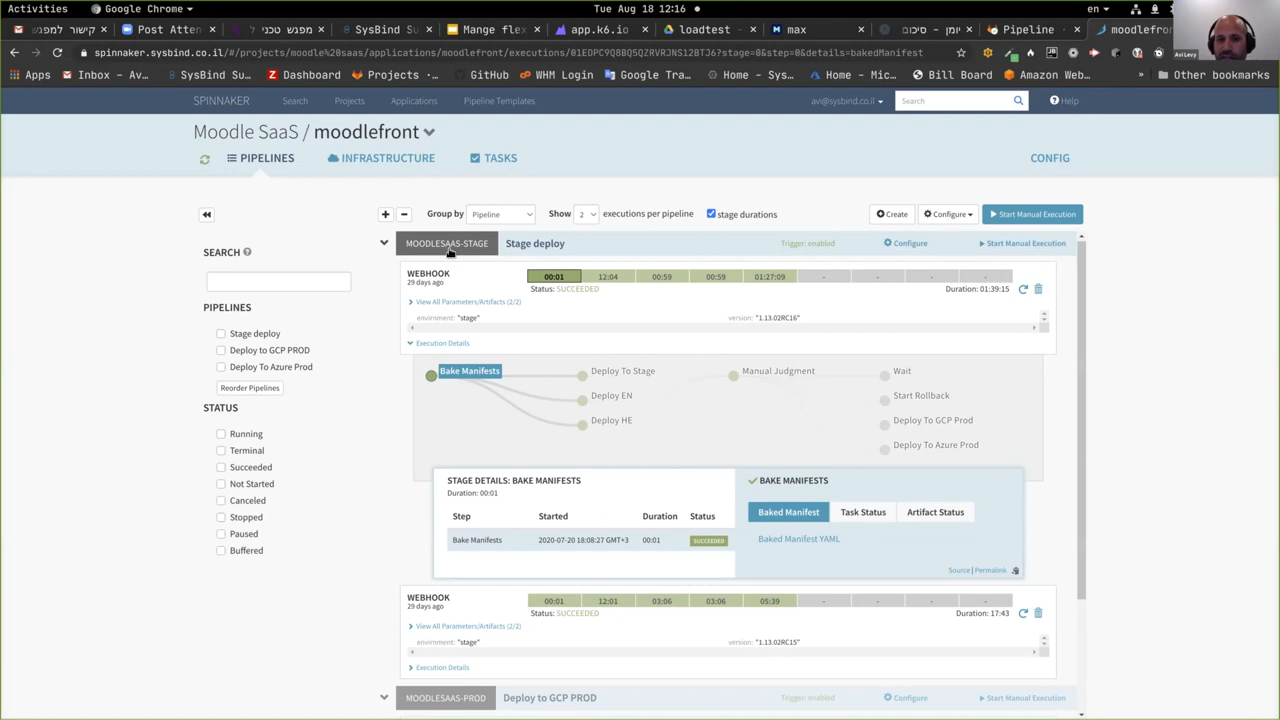 Activities Google Chrome Tue Aug 18 12:16 en
קישור למפגש Post Atten מפגש טכני SysBind Su Mange flex app.k6.io loadtest - max יומן - סיכום Pipeline moodlefront
spinnaker.sysbind.co.il/#/projects/moodle%20saas/applications/moodlefront/executions/01EDPC9Q8BQ5QZRVRJNS12BTJ6?stage=0&step=0&details=bakedManifest
Avi Levy
Apps Inbox - Av... SysBind Su... Dashboard Projects - ... GitHub WHM Login Google Tra... Home - Sy... Home - Mic... Bill Board Amazon Web... Other bookmarks
SPINNAKER Search Projects Applications Pipeline Templates avi@sysbind.co.il Search Help
Moodle SaaS / moodlefront
PIPELINES INFRASTRUCTURE TASKS CONFIG
Group by Pipeline Show 2 executions per pipeline stage durations Create Configure Start Manual Execution
SEARCH
PIPELINES
Stage deploy
Deploy to GCP PROD
Deploy To Azure Prod
Reorder Pipelines
STATUS
Running
Terminal
Succeeded
Not Started
Canceled
Stopped
Paused
Buffered
MOODLESAAS-STAGE Stage deploy Trigger: enabled Configure Start Manual Execution
WEBHOOK 00:01 12:04 00:59 00:59 01:27:09 - - - -
29 days ago Status: SUCCEEDED Duration: 01:39:15
View All Parameters/Artifacts (2/2)
envirnment: "stage" version: "1.13.02RC16"
Execution Details
Bake Manifests Deploy To Stage Manual Judgment Wait
Deploy EN Start Rollback
Deploy HE Deploy To GCP Prod
Deploy To Azure Prod
STAGE DETAILS: BAKE MANIFESTS BAKE MANIFESTS
Duration: 00:01
Step Started Duration Status Baked Manifest Task Status Artifact Status
Bake Manifests 2020-07-20 18:08:27 GMT+3 00:01 SUCCEEDED Baked Manifest YAML
Source | Permalink
WEBHOOK 00:01 12:01 03:06 03:06 05:39 - - - -
29 days ago Status: SUCCEEDED Duration: 17:43
View All Parameters/Artifacts (2/2)
envirnment: "stage" version: "1.13.02RC15"
Execution Details
MOODLESAAS-PROD Deploy to GCP PROD Trigger: enabled Configure Start Manual Execution